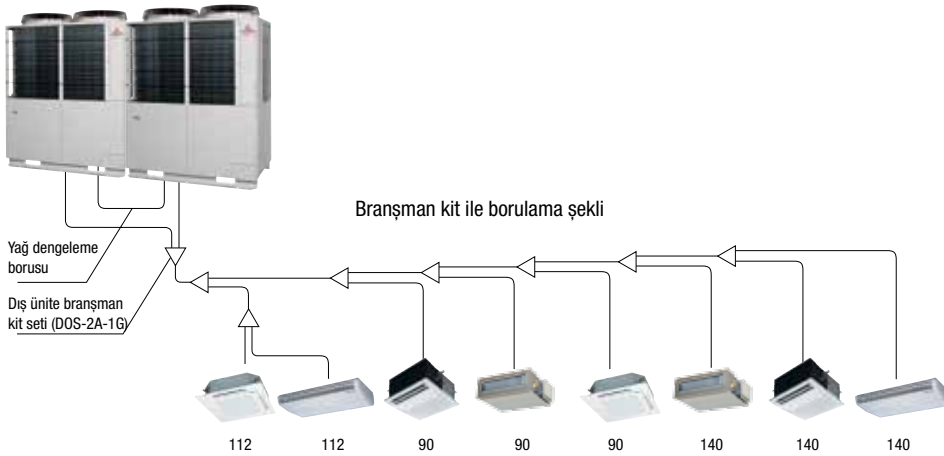 Branşman kit ile borulama şekli
Yağ dengeleme
borusu
Dış ünite branşman
kit seti (DOS-2A-1G)
112 112 90 90 90 140 140 140